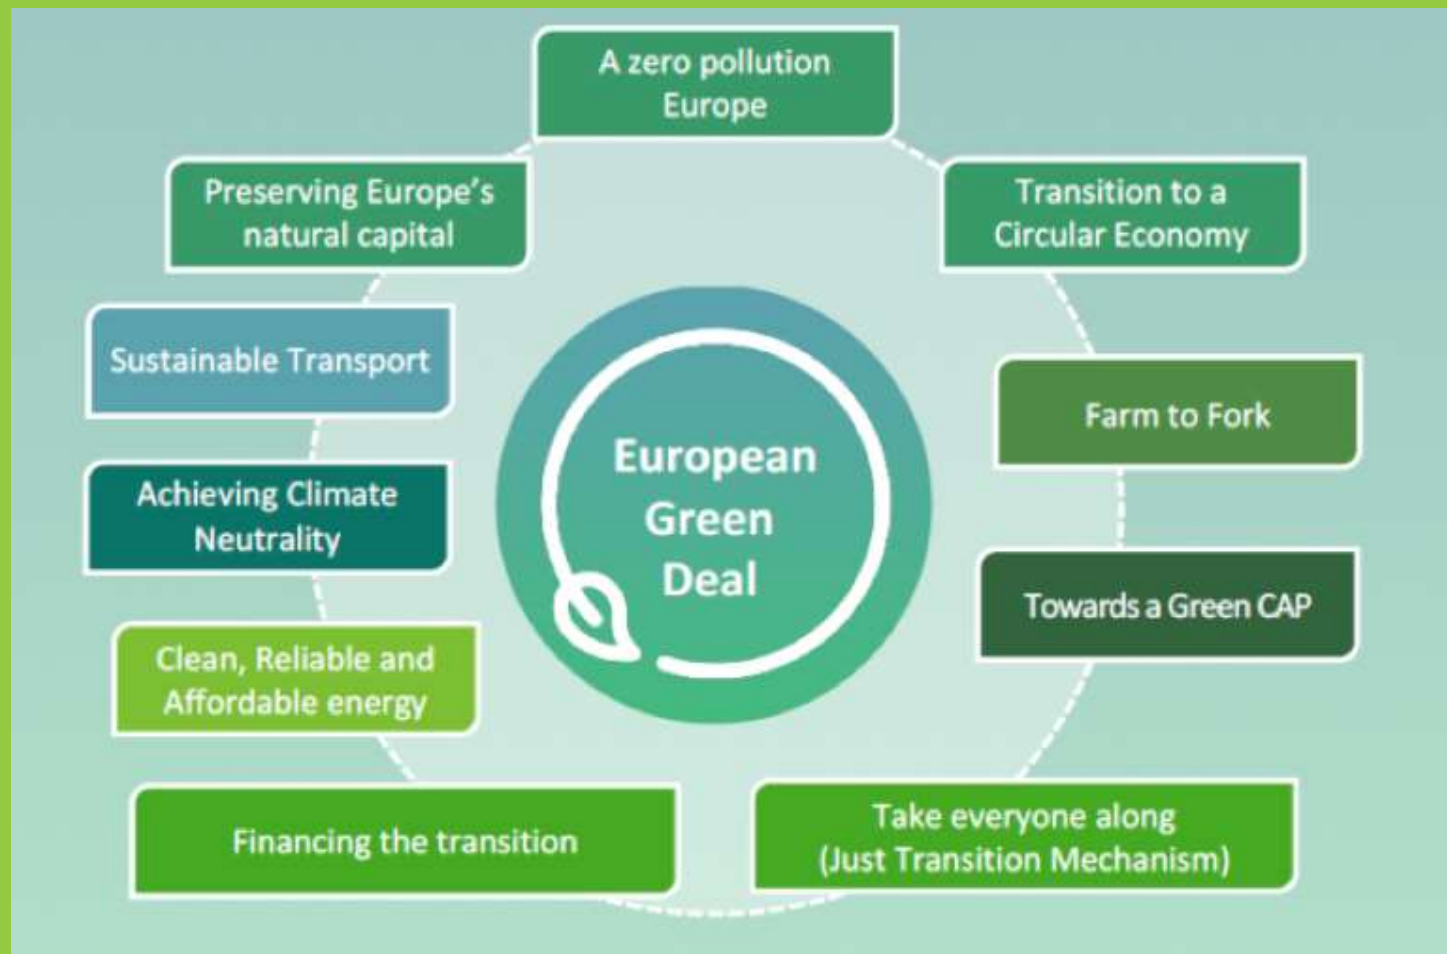 A zero pollution
Europe
Preserving Europe’s
natural capital
Transition to a
Circular Economy
Sustainable Transport
Farm to Fork
European
Green
Deal
Achieving Climate
Neutrality
Towards a Green CAP
Clean, Reliable and
Affordable energy
Financing the transition
Take everyone along
(Just Transition Mechanism)